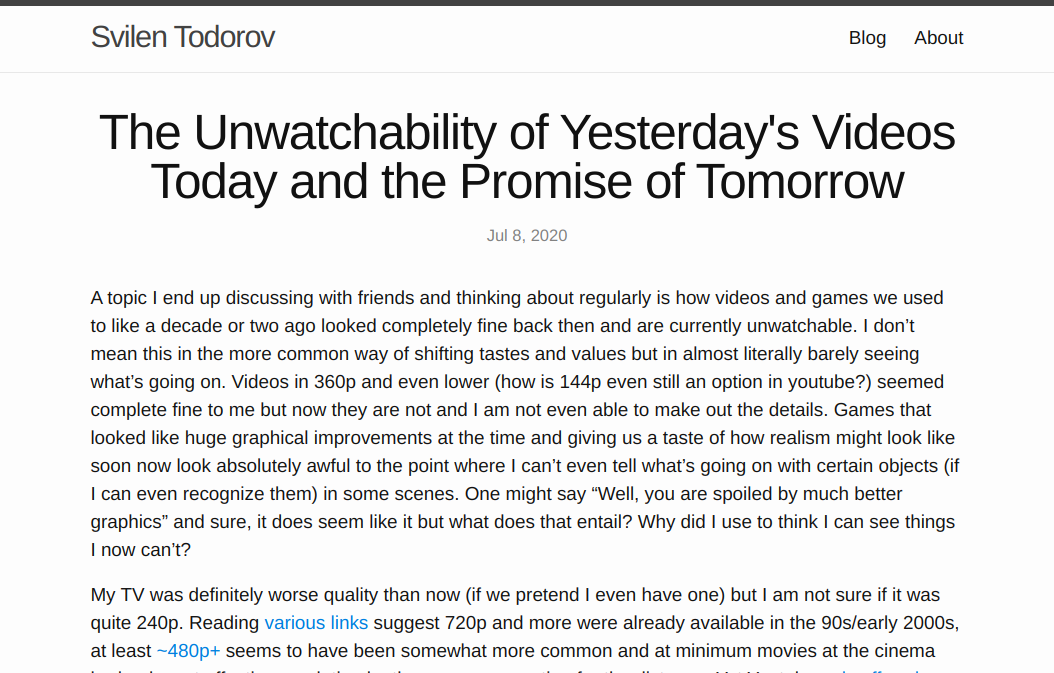 Svilen Todorov
Blog About
The Unwatchability of Yesterday's Videos
Today and the Promise of Tomorrow
Jul 8, 2020
A topic I end up discussing with friends and thinking about regularly is how videos and games we used
to like a decade or two ago looked completely fine back then and are currently unwatchable. I don’t
mean this in the more common way of shifting tastes and values but in almost literally barely seeing
what’s going on. Videos in 360p and even lower (how is 144p even still an option in youtube?) seemed
complete fine to me but now they are not and I am not even able to make out the details. Games that
looked like huge graphical improvements at the time and giving us a taste of how realism might look like
soon now look absolutely awful to the point where I can’t even tell what’s going on with certain objects (if
I can even recognize them) in some scenes. One might say “Well, you are spoiled by much better
graphics” and sure, it does seem like it but what does that entail? Why did I use to think I can see things
I now can’t?
My TV was definitely worse quality than now (if we pretend I even have one) but I am not sure if it was
quite 240p. Reading various links suggest 720p and more were already available in the 90s/early 2000s,
at least ~480p+ seems to have been somewhat more common and at minimum movies at the cinema